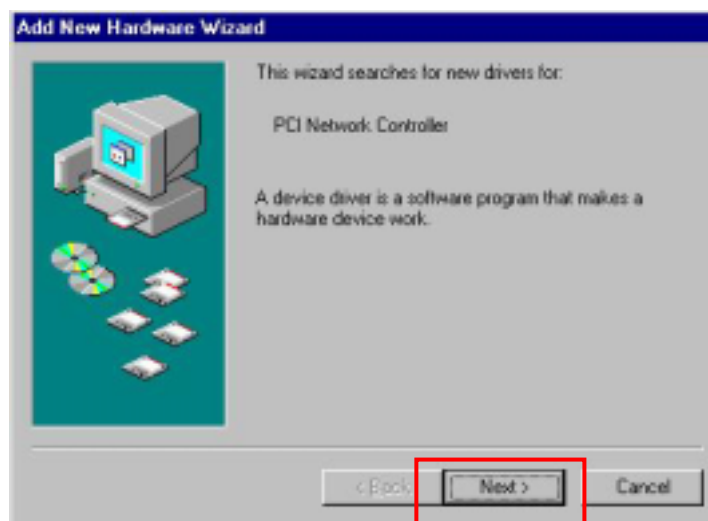 Add New Hardware Wizard
This wizard searches for new drivers for:
PCI Network Controller
A device driver is a software program that makes a
hardware device work.
< Back
Next >
Cancel